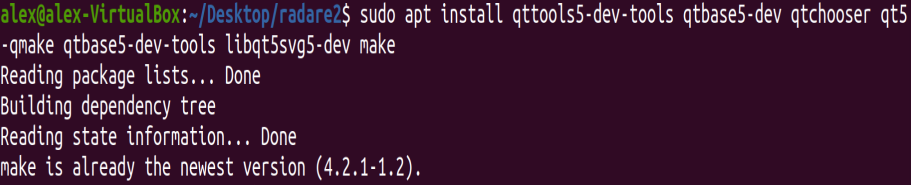 alex@alex-VirtualBox:~/Desktop/radare2$ sudo apt install qttools5-dev-tools qtbase5-dev qtchooser qt5
-qmake qtbase5-dev-tools libqt5svg5-dev make
Reading package lists... Done
Building dependency tree
Reading state information... Done
make is already the newest version (4.2.1-1.2).